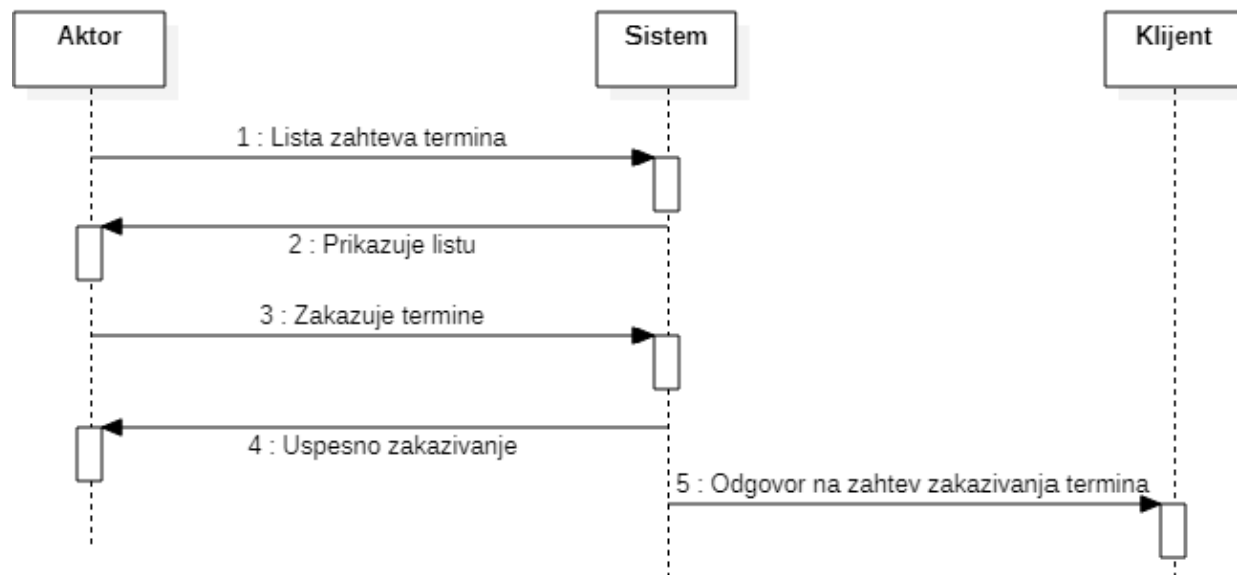 Aktor
Sistem
Klijent
1 : Lista zahteva termina
2 : Prikazuje listu
3 : Zakazuje termine
4 : Uspesno zakazivanje
5 : Odgovor na zahtev zakazivanja termina